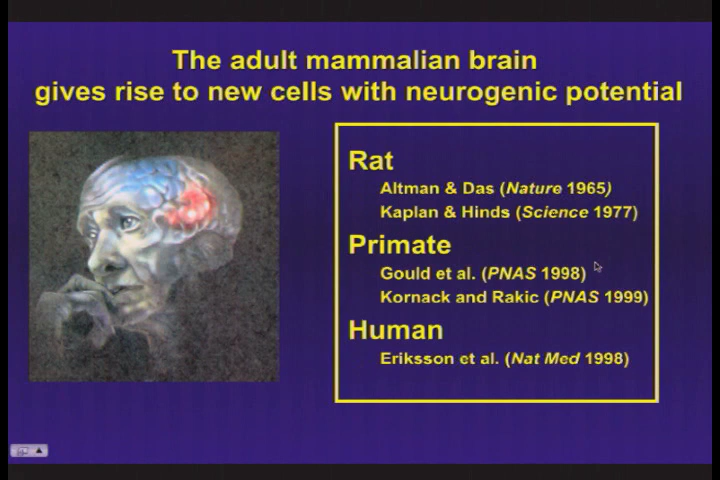 The adult mammalian brain
gives rise to new cells with neurogenic potential
Rat
Altman & Das (Nature 1965)
Kaplan & Hinds (Science 1977)
Primate
Gould et al. (PNAS 1998)
Kornack and Rakic (PNAS 1999)
Human
Eriksson et al. (Nat Med 1998)